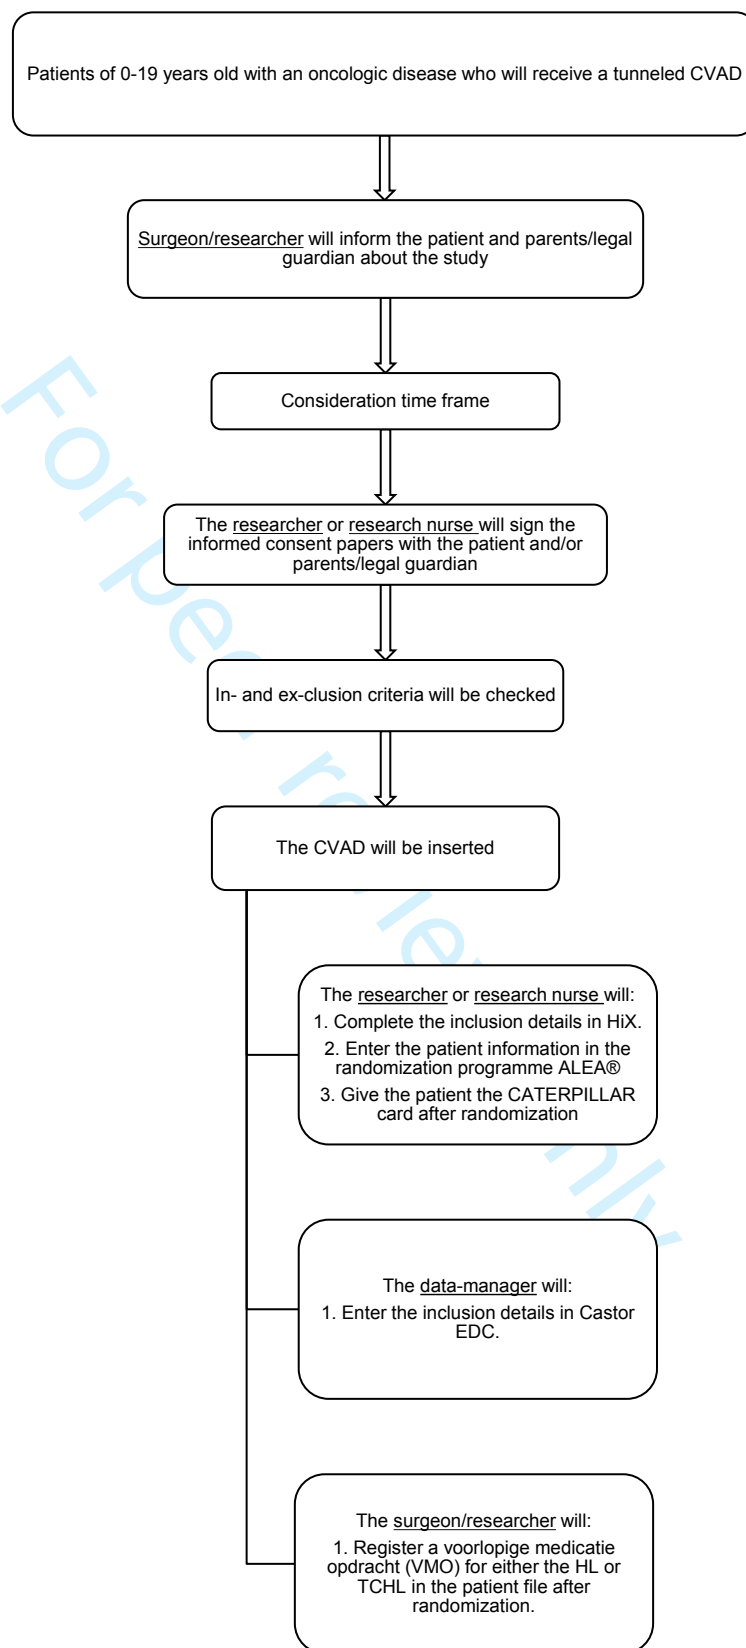 Patients of 0-19 years old with an oncologic disease who will receive a tunneled CVAD
Surgeon/researcher will inform the patient and parents/legal
guardian about the study
Consideration time frame
The researcher or research nurse will sign the
informed consent papers with the patient and/or
parents/legal guardian
In- and ex-clusion criteria will be checked
The CVAD will be inserted
The researcher or research nurse will:
1. Complete the inclusion details in HiX.
2. Enter the patient information in the
randomization programme ALEA®
3. Give the patient the CATERPILLAR
card after randomization
The data-manager will:
1. Enter the inclusion details in Castor
EDC.
The surgeon/researcher will:
1. Register a voorlopige medicatie
opdracht (VMO) for either the HL or
TCHL in the patient file after
randomization.
For peer review only